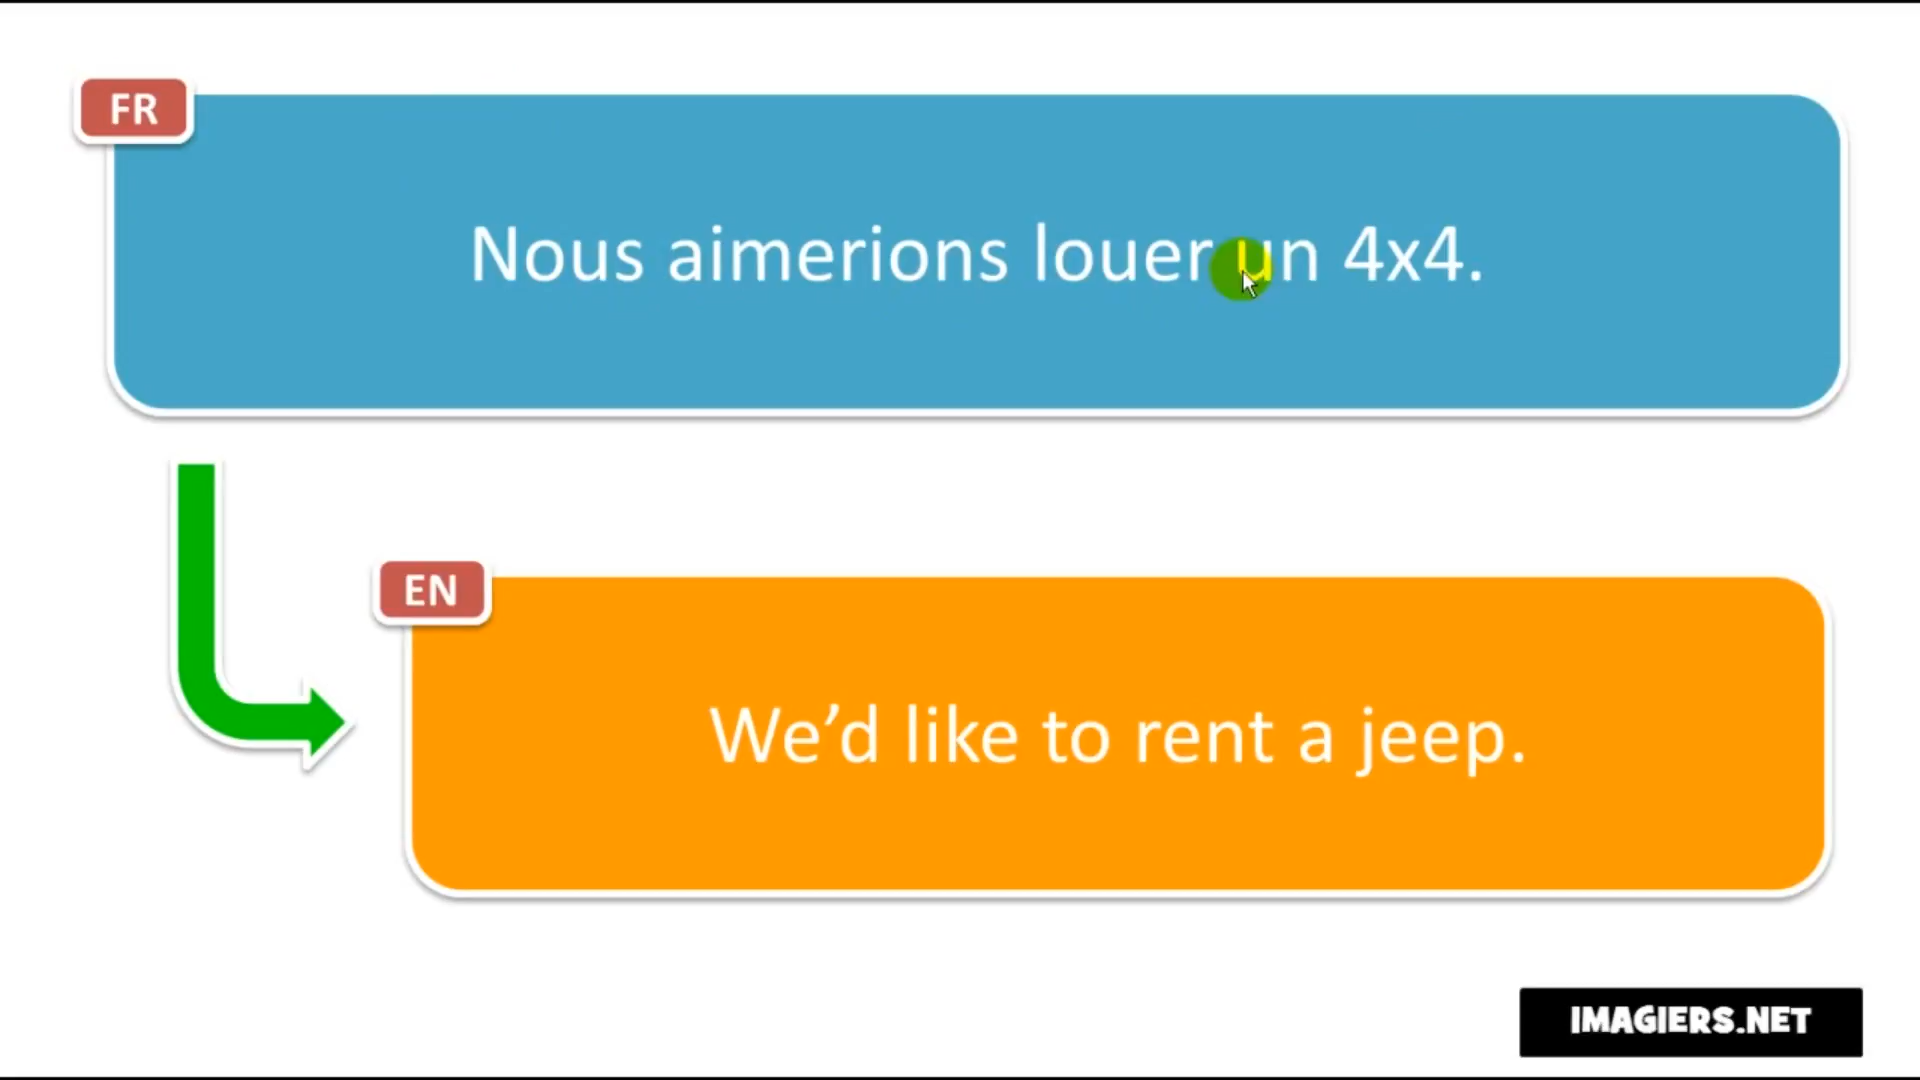 FR
Nous aimerions louer un 4x4.
EN
We’d like to rent a jeep.
IMAGIERS.NET